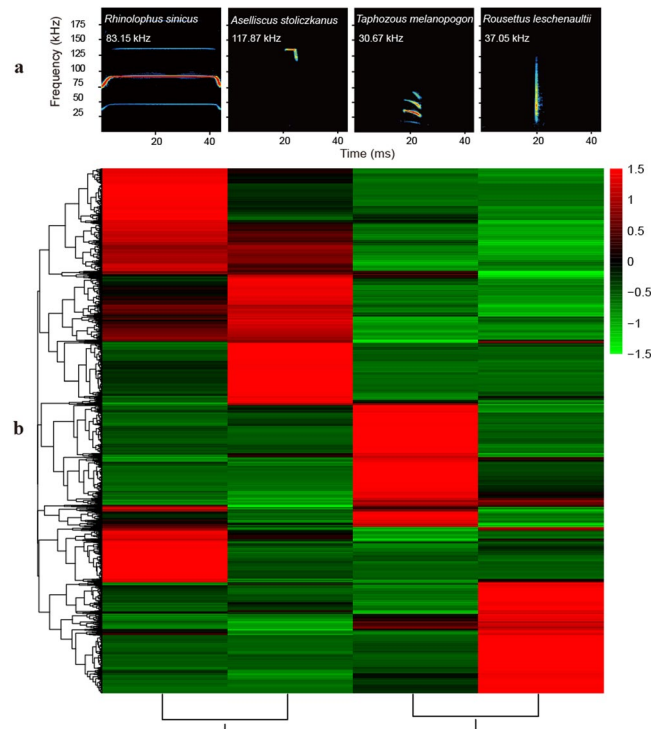 a
Frequency (kHz)
175
150
125
100
75
50
25
Rhinolophus sinicus
83.15 kHz
Aselliscus stoliczkanus
117.87 kHz
Taphozous melanopogon
30.67 kHz
Rousettus leschenaultii
37.05 kHz
20 40 20 40 20 40 20 40
Time (ms)
b
1.5
1
0.5
0
−0.5
−1
−1.5